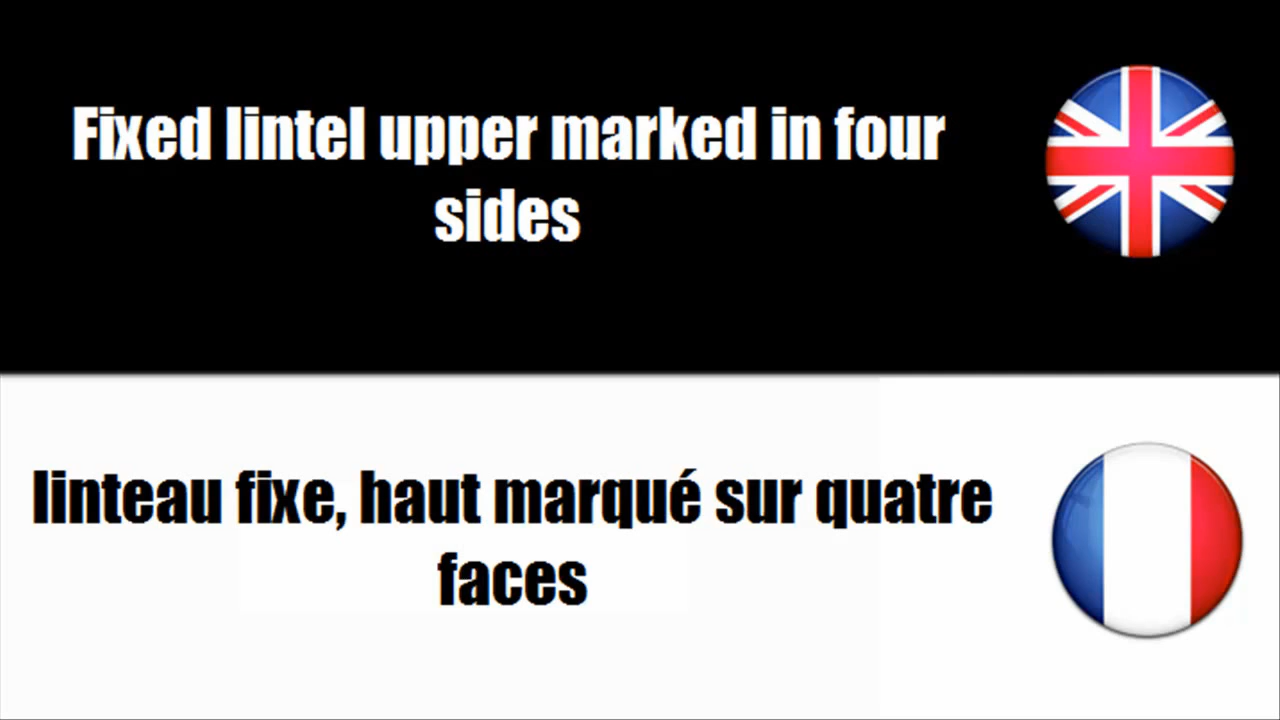 Fixed lintel upper marked in four
sides
linteau fixe, haut marqué sur quatre
faces